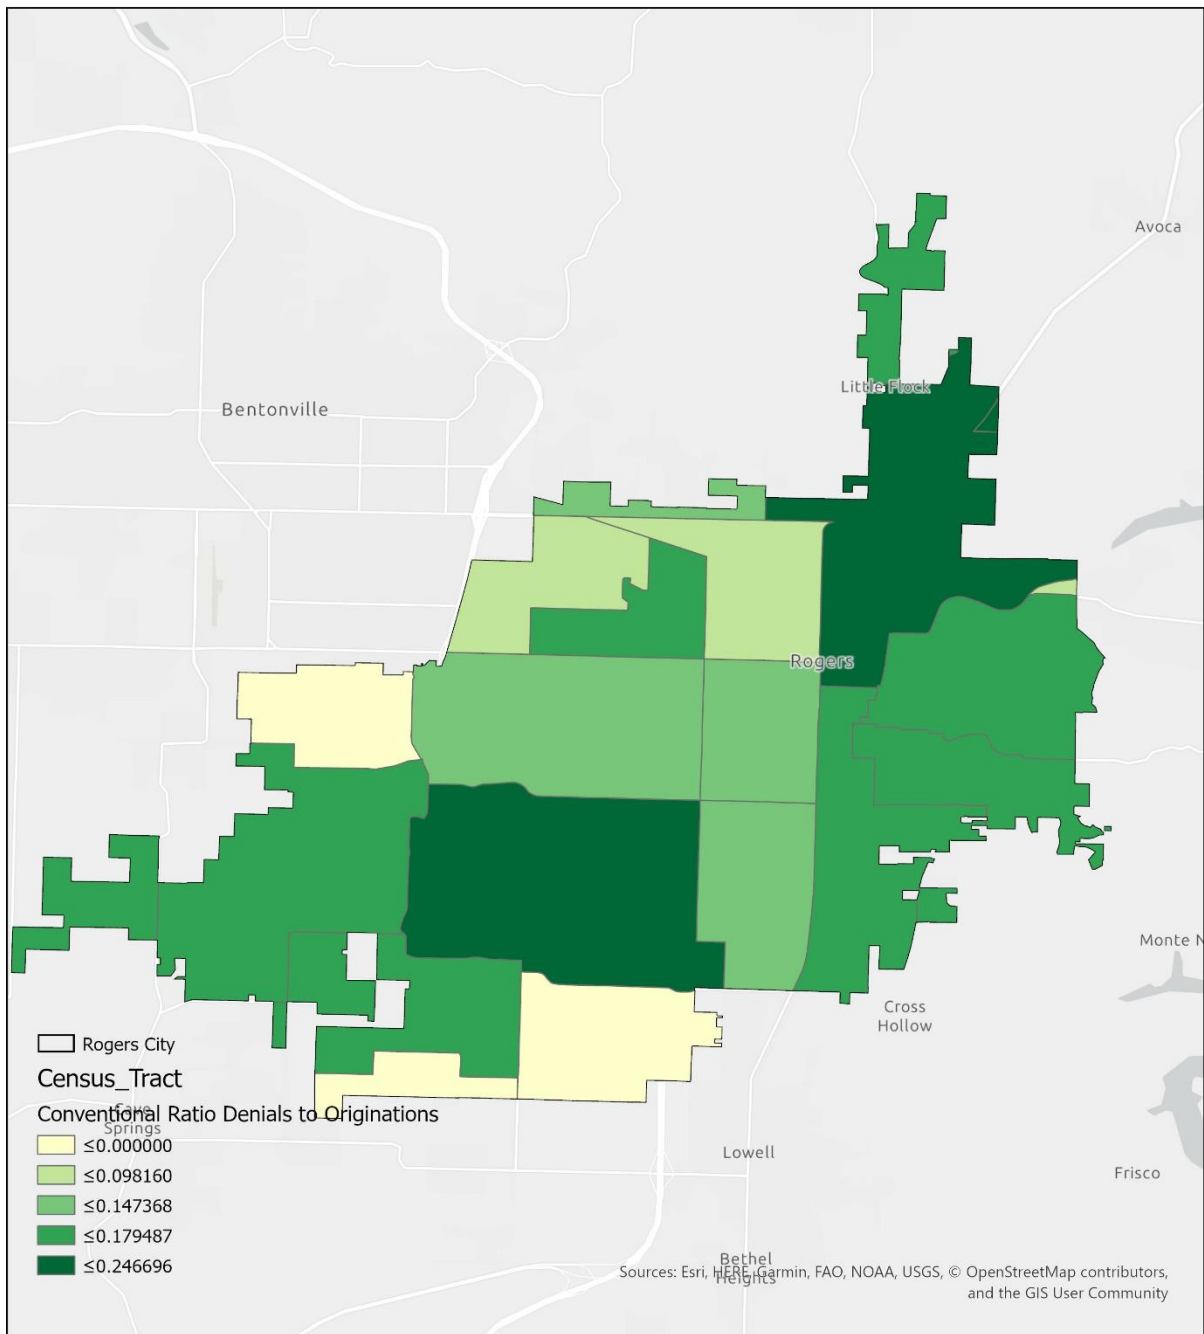 Avoca
Little Flock
Bentonville
Rogers
Monte N
Cross
Hollow
Rogers City
Census_Tract
Conventional Ratio Denials to Originations
Cave
Springs
≤0.000000
≤0.098160
≤0.147368
≤0.179487
≤0.246696
Lowell
Frisco
Bethel
Heights
Sources: Esri, HERE, Garmin, FAO, NOAA, USGS, © OpenStreetMap contributors,
and the GIS User Community